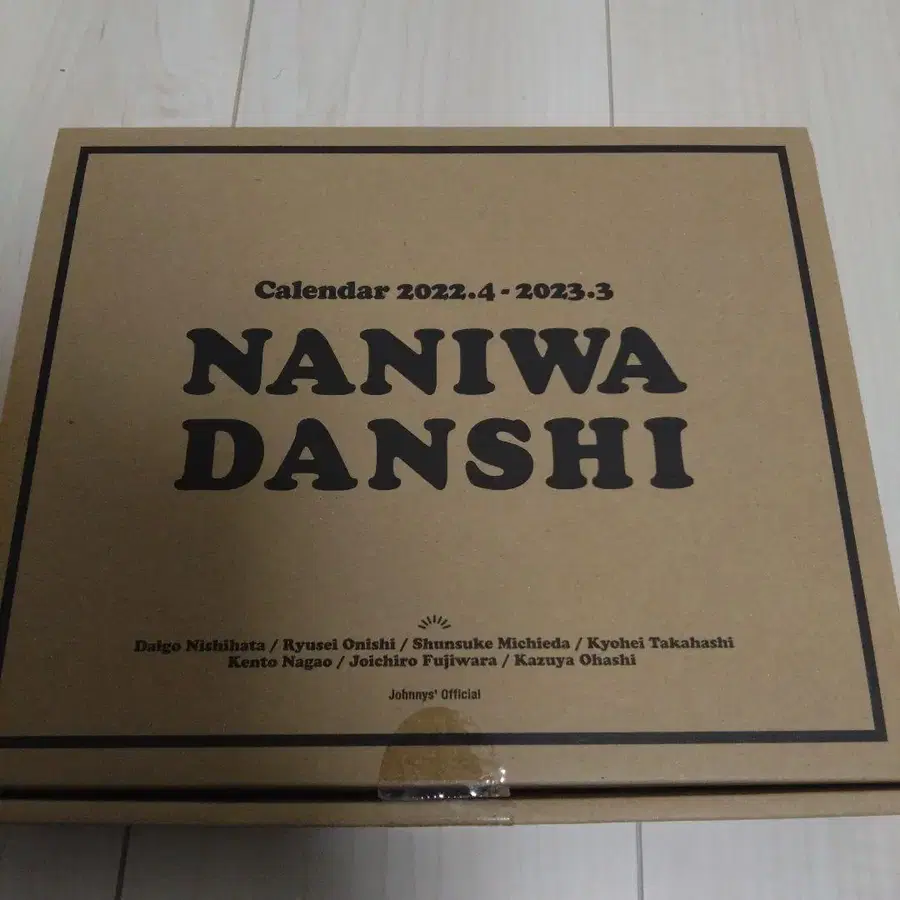 Calendar 2022.4-2023.3
NANIWA
DANSHI
Daigo Nishihata / Ryusei Onishi / Shunsuke Michieda / Kyohei Takahashi
Kento Nagao / Joichiro Fujiwara / Kazuya Ohashi
Johnnys' Official